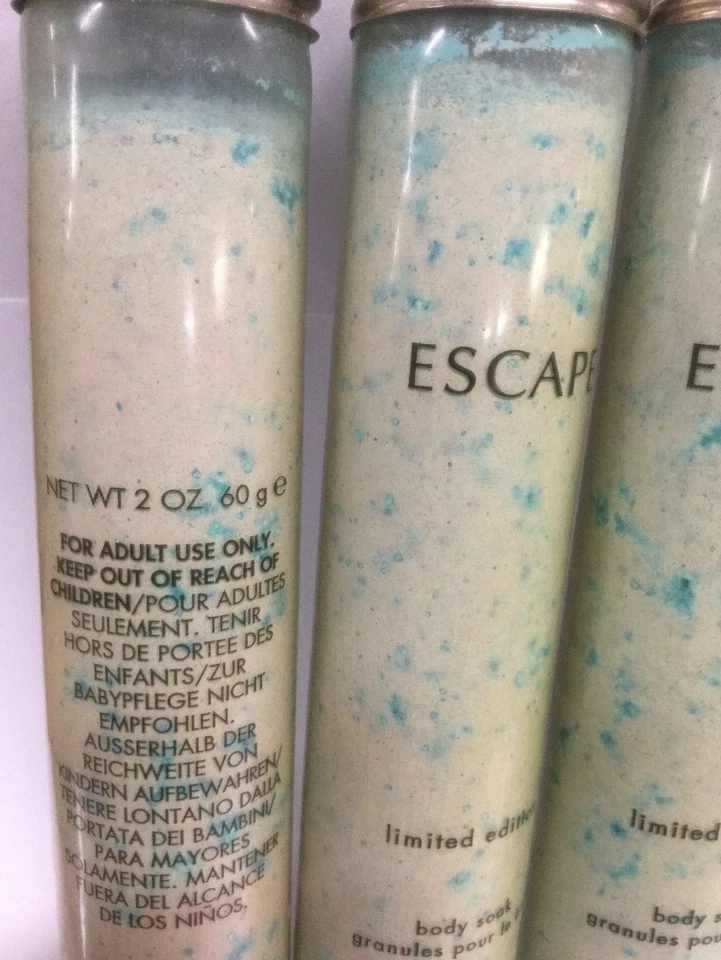 NET WT 2 OZ 60 g e
FOR ADULT USE ONLY.
KEEP OUT OF REACH OF
CHILDREN/POUR ADULTES
SEULEMENT. TENIR
HORS DE PORTEE DES
ENFANTS/ZUR
BABYPFLEGE NICHT
EMPFOHLEN.
AUSSERHALB DER
REICHWEITE VON
KINDERN AUFBEWAHREN/
TENERE LONTANO DALLA
PORTATA DEI BAMBINI/
PARA MAYORES
SOLAMENTE. MANTENER
FUERA DEL ALCANCE
DE LOS NIÑOS.
ESCAPE
limited edition
body soak
granules pour le
E
limited
body
granules